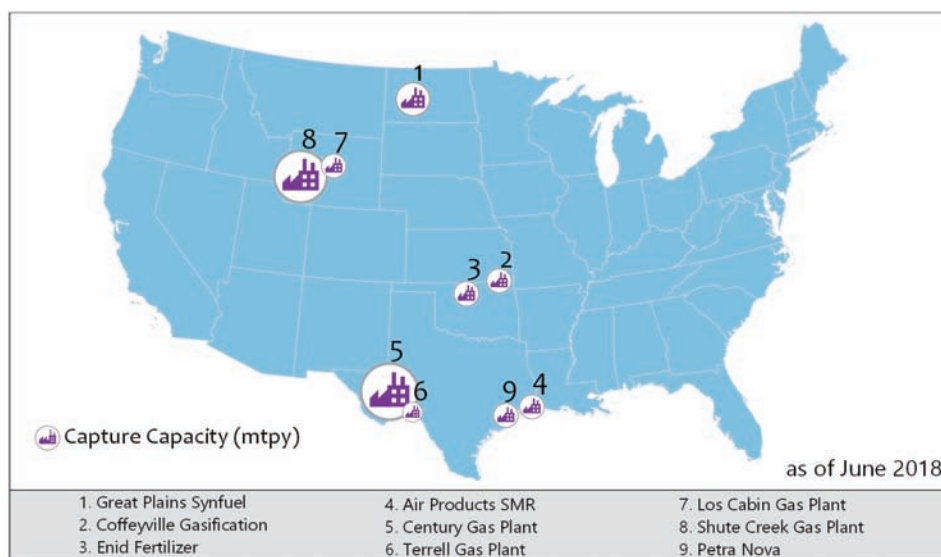 1
8 7
3 2
5
6 9 4
Capture Capacity (mtpy)
as of June 2018
1. Great Plains Synfuel
2. Coffeyville Gasification
3. Enid Fertilizer
4. Air Products SMR
5. Century Gas Plant
6. Terrell Gas Plant
7. Los Cabin Gas Plant
8. Shute Creek Gas Plant
9. Petra Nova